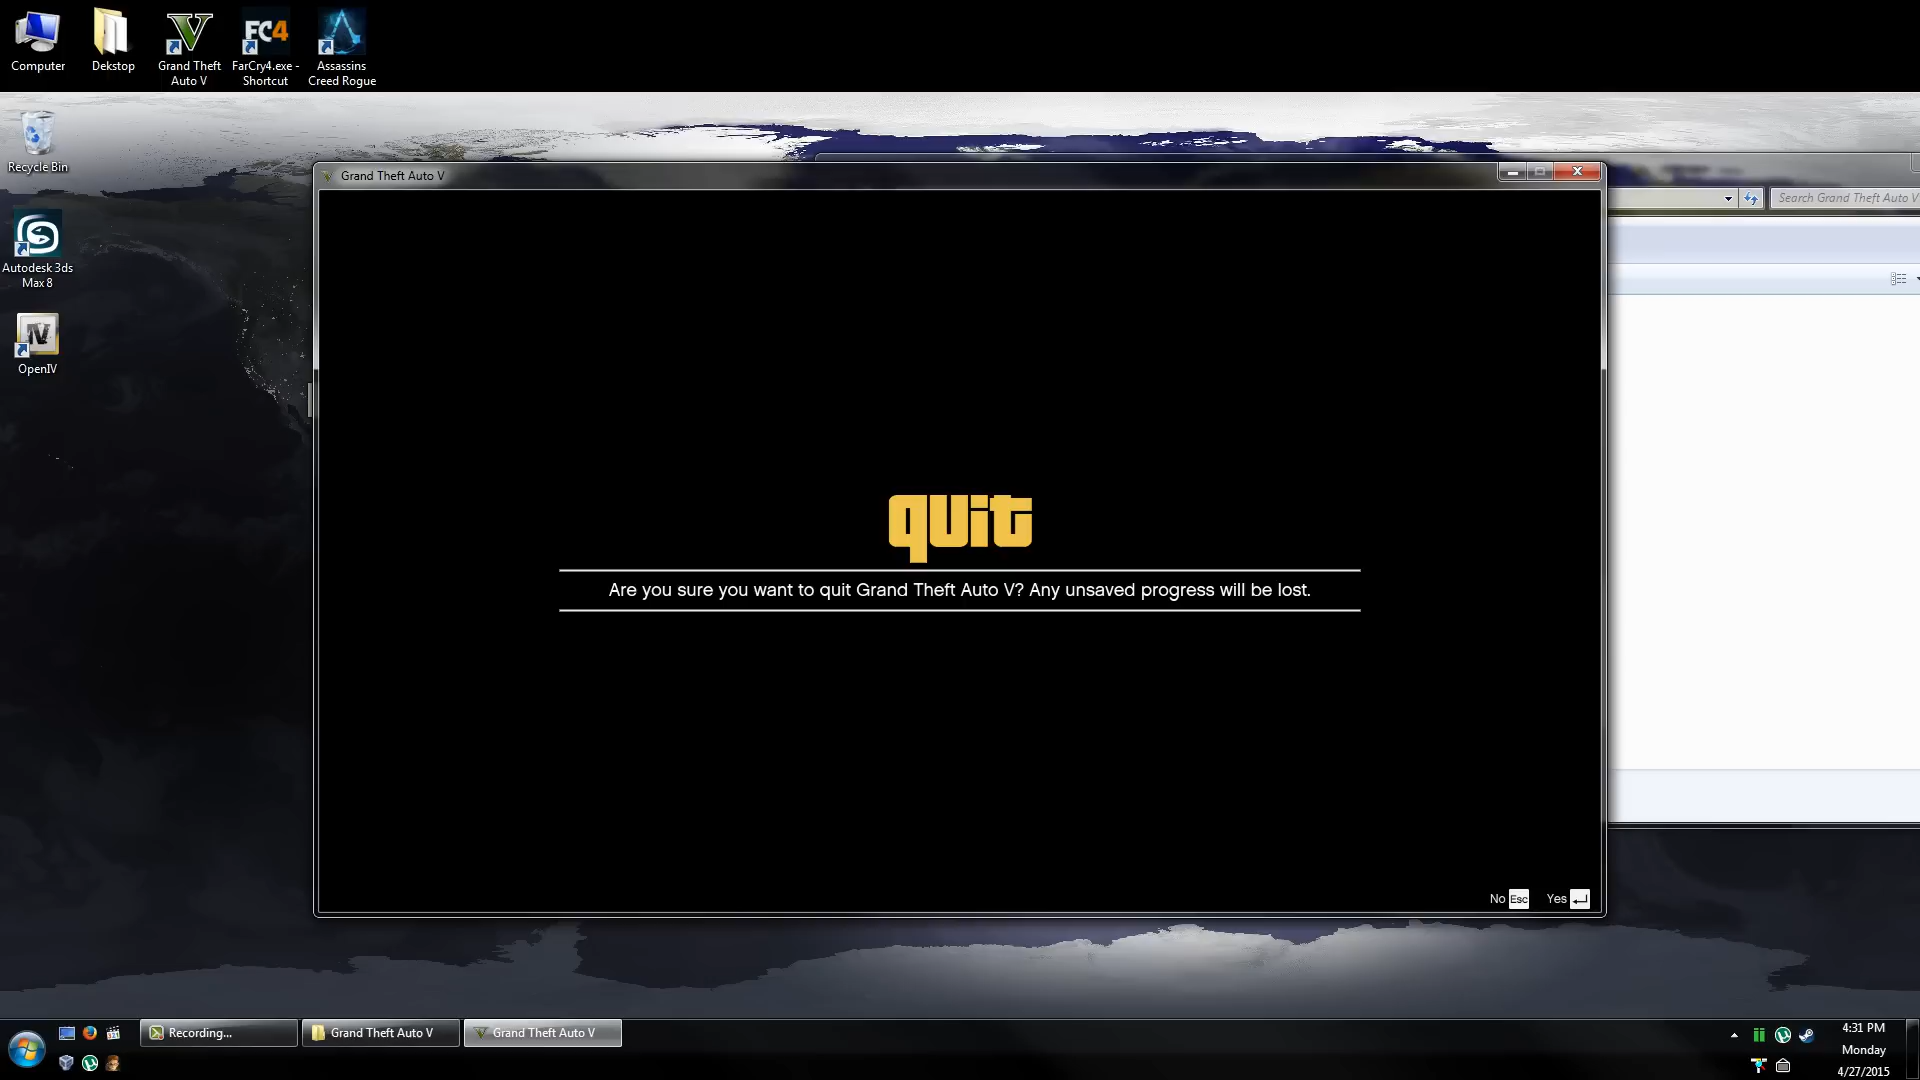 Computer
Dekstop
Grand Theft
Auto V
FC4
FarCry4.exe -
Shortcut
Assassins
Creed Rogue
Recycle Bin
Autodesk 3ds
Max 8
IV
OpenIV
Grand Theft Auto V
Search Grand Theft Auto V
quit
Are you sure you want to quit Grand Theft Auto V? Any unsaved progress will be lost.
No Esc Yes
Recording...
Grand Theft Auto V
Grand Theft Auto V
4:31 PM
Monday
4/27/2015